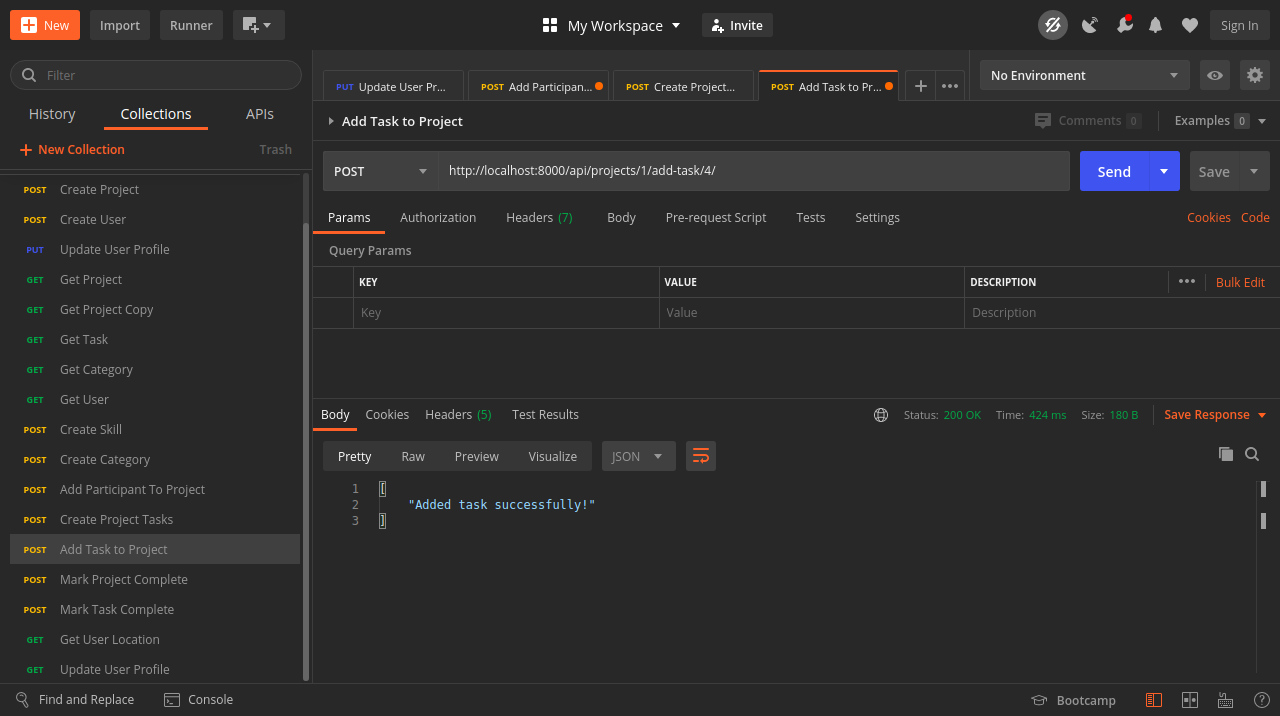 New
Import
Runner
My Workspace
Invite
Sign In
Filter
History
Collections
APIs
New Collection
Trash
POST Create Project
POST Create User
PUT Update User Profile
GET Get Project
GET Get Project Copy
GET Get Task
GET Get Category
GET Get User
POST Create Skill
POST Create Category
POST Add Participant To Project
POST Create Project Tasks
POST Add Task to Project
POST Mark Project Complete
POST Mark Task Complete
GET Get User Location
GET Update User Profile
PUT Update User Pr...
POST Add Participan...
POST Create Project...
POST Add Task to Pr...
No Environment
Add Task to Project
Comments 0
Examples 0
POST
http://localhost:8000/api/projects/1/add-task/4/
Send
Save
Params
Authorization
Headers (7)
Body
Pre-request Script
Tests
Settings
Cookies
Code
Query Params
KEY
VALUE
DESCRIPTION
Bulk Edit
Key
Value
Description
Body
Cookies
Headers (5)
Test Results
Status: 200 OK
Time: 424 ms
Size: 180 B
Save Response
Pretty
Raw
Preview
Visualize
JSON
1 [
2 "Added task successfully!"
3 ]
Find and Replace
Console
Bootcamp